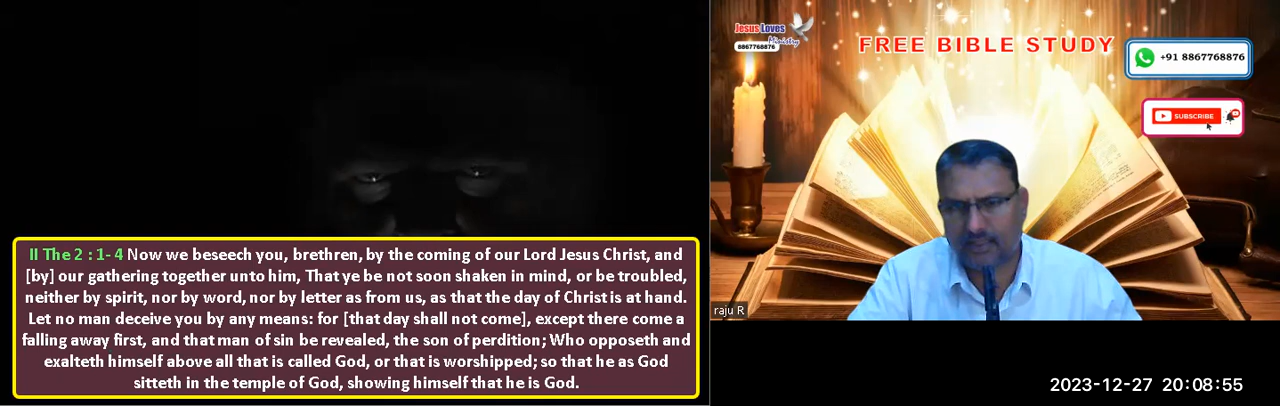 II The 2 : 1- 4 Now we beseech you, brethren, by the coming of our Lord Jesus Christ, and
[by] our gathering together unto him, That ye be not soon shaken in mind, or be troubled,
neither by spirit, nor by word, nor by letter as from us, as that the day of Christ is at hand.
Let no man deceive you by any means: for [that day shall not come], except there come a
falling away first, and that man of sin be revealed, the son of perdition; Who opposeth and
exalteth himself above all that is called God, or that is worshipped; so that he as God
sitteth in the temple of God, showing himself that he is God.
Jesus Loves
Ministry
8867768876
FREE BIBLE STUDY
+91 8867768876
SUBSCRIBE
raju R
2023-12-27 20:08:55